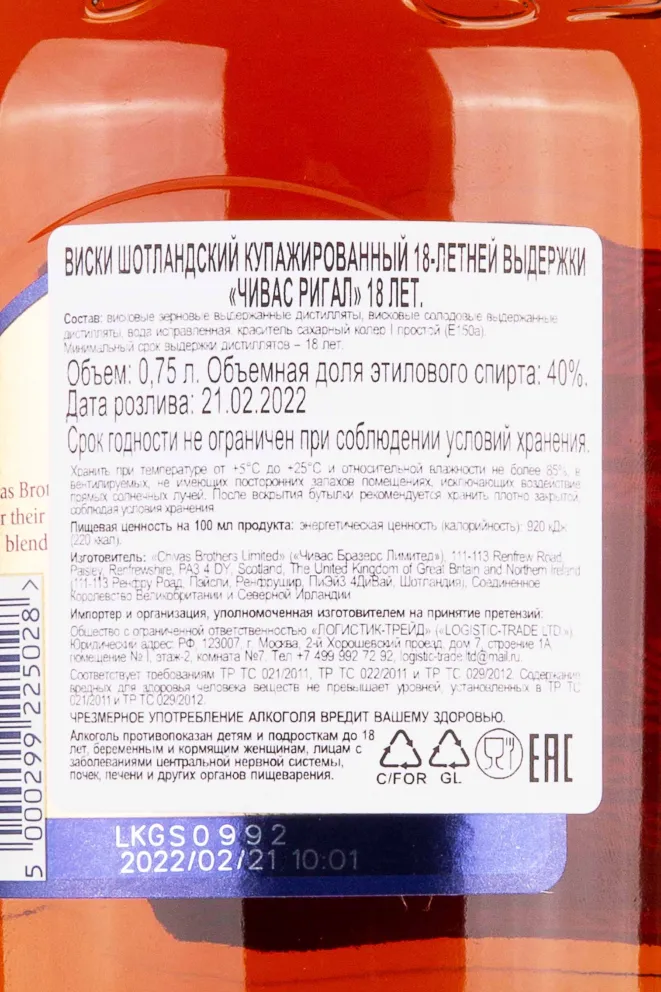 ВИСКИ ШОТЛАНДСКИЙ КУПАЖИРОВАННЫЙ 18-ЛЕТНЕЙ ВЫДЕРЖКИ
«ЧИВАС РИГАЛ» 18 ЛЕТ.
Состав: висковые зерновые выдержанные дистилляты, висковые солодовые выдержанные
дистилляты, вода исправленная, краситель сахарный колер I простой (Е150а).
Минимальный срок выдержки дистиллятов – 18 лет.
Объем: 0,75 л. Объемная доля этилового спирта: 40%.
Дата розлива: 21.02.2022
Срок годности не ограничен при соблюдении условий хранения.
Хранить при температуре от +5°С до +25°С и относительной влажности не более 85%, в
вентилируемых, не имеющих посторонних запахов помещениях, исключающих воздействие
прямых солнечных лучей. После вскрытия бутылки рекомендуется хранить плотно закрытой,
соблюдая условия хранения.
Пищевая ценность на 100 мл продукта: энергетическая ценность (калорийность): 920 кДж
(220 ккал).
Изготовитель: «Chivas Brothers Limited» («Чивас Бразерс Лимитед»), 111-113 Renfrew Road,
Paisley, Renfrewshire, PA3 4 DY, Scotland, The United Kingdom of Great Britain and Northern Ireland
(111-113 Ренфру Роад, Пэйсли, Ренфрушир, ПиЭйЗ 4ДиВай, Шотландия), Соединенное
Королевство Великобритании и Северной Ирландии
Импортер и организация, уполномоченная изготовителем на принятие претензий:
Общество с ограниченной ответственностью «ЛОГИСТИК-ТРЕЙД» («LOGISTIC-TRADE LTD.»),
Юридический адрес: РФ, 123007, г. Москва, 2-й Хорошевский проезд, дом 7, строение 1А,
помещение № I, этаж-2, комната №7. Тел +7 499 992 72 92, logistic-trade.ltd@mail.ru.
Соответствует требованиям ТР ТС 021/2011, ТР ТС 022/2011 и ТР ТС 029/2012. Содержание
вредных для здоровья человека веществ не превышает уровней, установленных в ТР ТС
021/2011 и ТР ТС 029/2012.
ЧРЕЗМЕРНОЕ УПОТРЕБЛЕНИЕ АЛКОГОЛЯ ВРЕДИТ ВАШЕМУ ЗДОРОВЬЮ.
Алкоголь противопоказан детям и подросткам до 18
лет, беременным и кормящим женщинам, лицам с
заболеваниями центральной нервной системы,
почек, печени и других органов пищеварения.
C/FOR GL EAC
as Brot
r their
blend
5 000299 225028 >
LKGS0992
2022/02/21 10:01